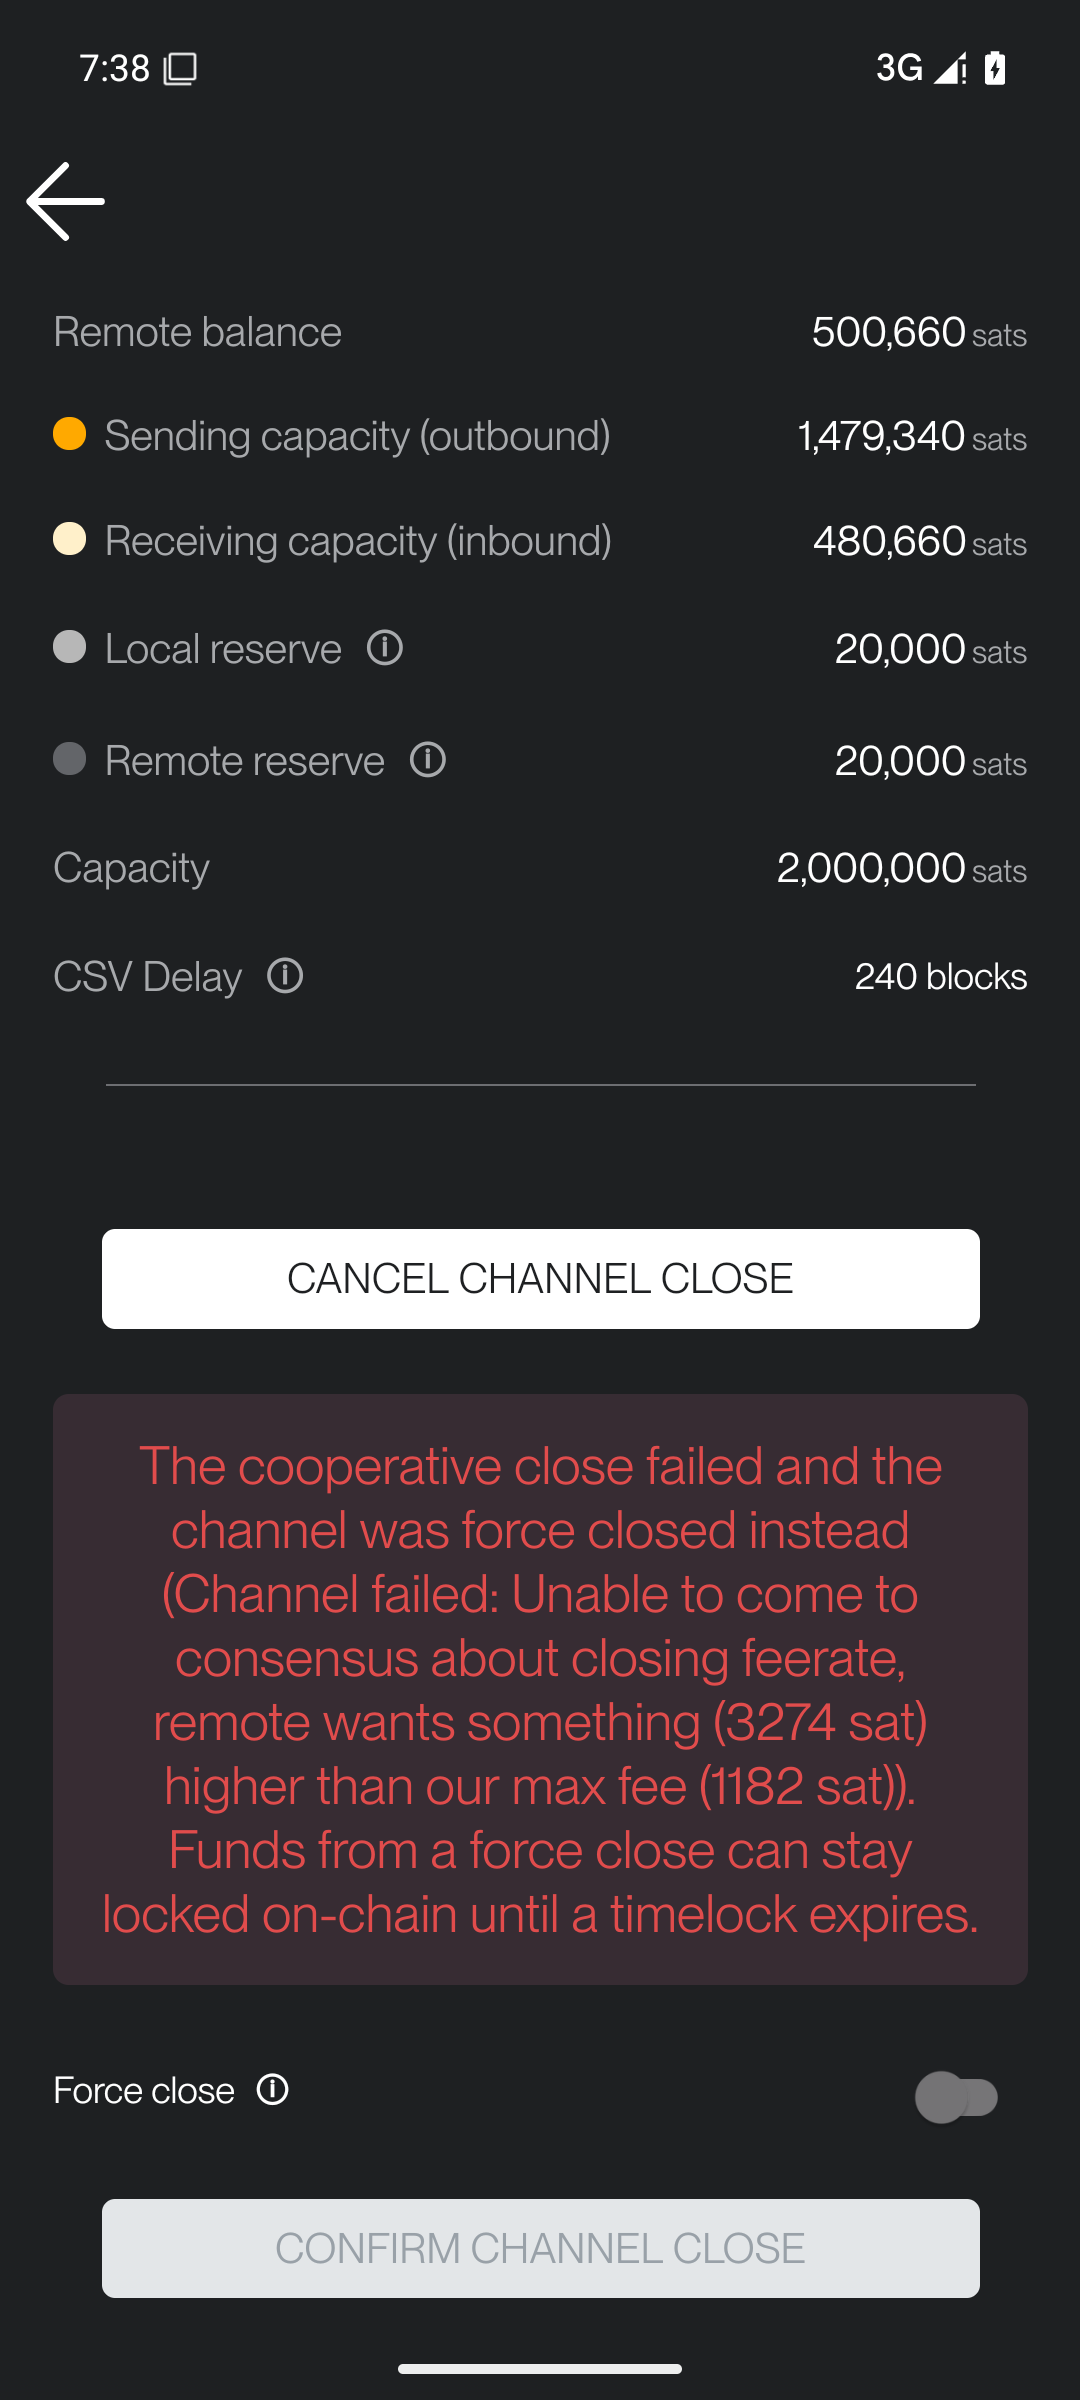 7:38
3G
Remote balance 500,660 sats
Sending capacity (outbound) 1,479,340 sats
Receiving capacity (inbound) 480,660 sats
Local reserve 20,000 sats
Remote reserve 20,000 sats
Capacity 2,000,000 sats
CSV Delay 240 blocks
CANCEL CHANNEL CLOSE
The cooperative close failed and the
channel was force closed instead
(Channel failed: Unable to come to
consensus about closing feerate,
remote wants something (3274 sat)
higher than our max fee (1182 sat)).
Funds from a force close can stay
locked on-chain until a timelock expires.
Force close
CONFIRM CHANNEL CLOSE